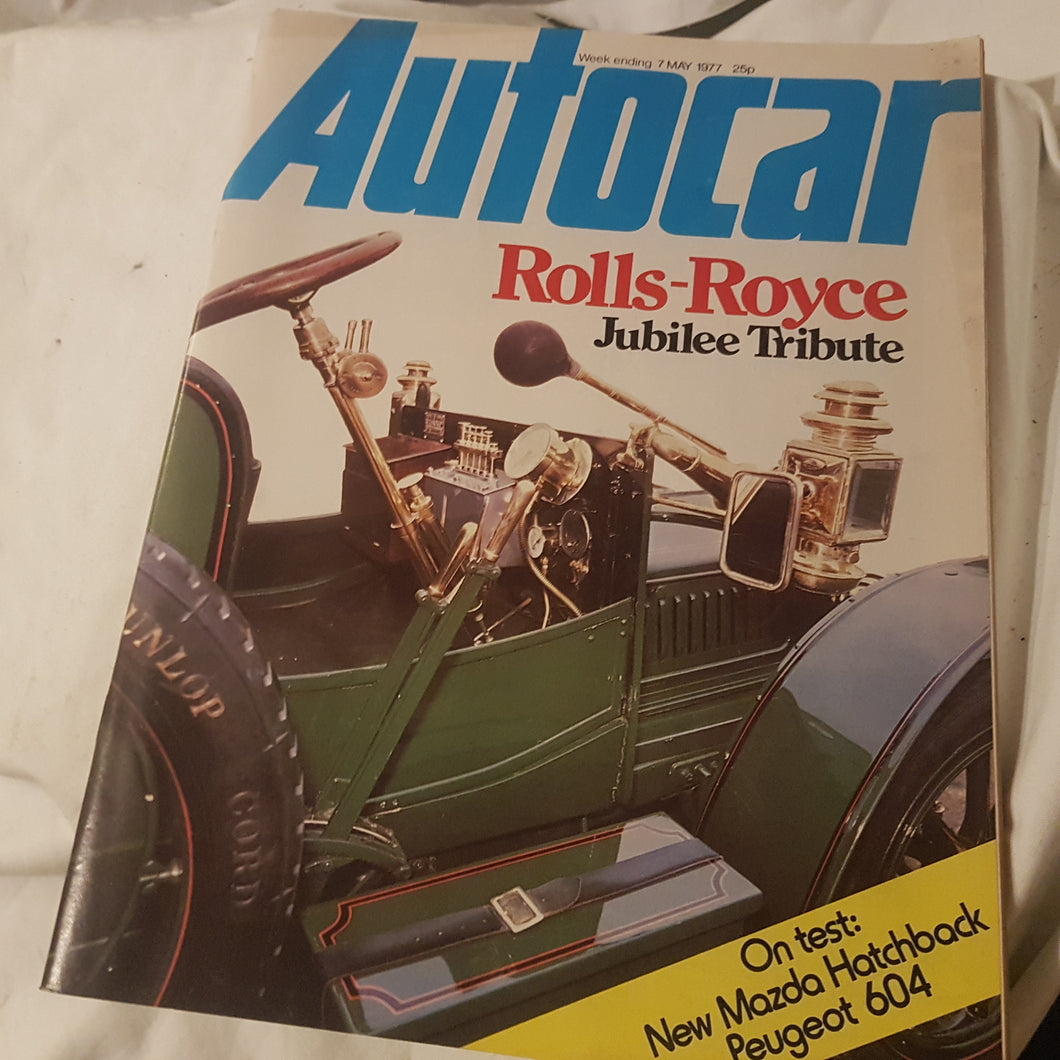 Week ending 7 MAY 1977 25p
Autocar
Rolls-Royce
Jubilee Tribute
CORD
On test:
New Mazda Hatchback
Peugeot 604